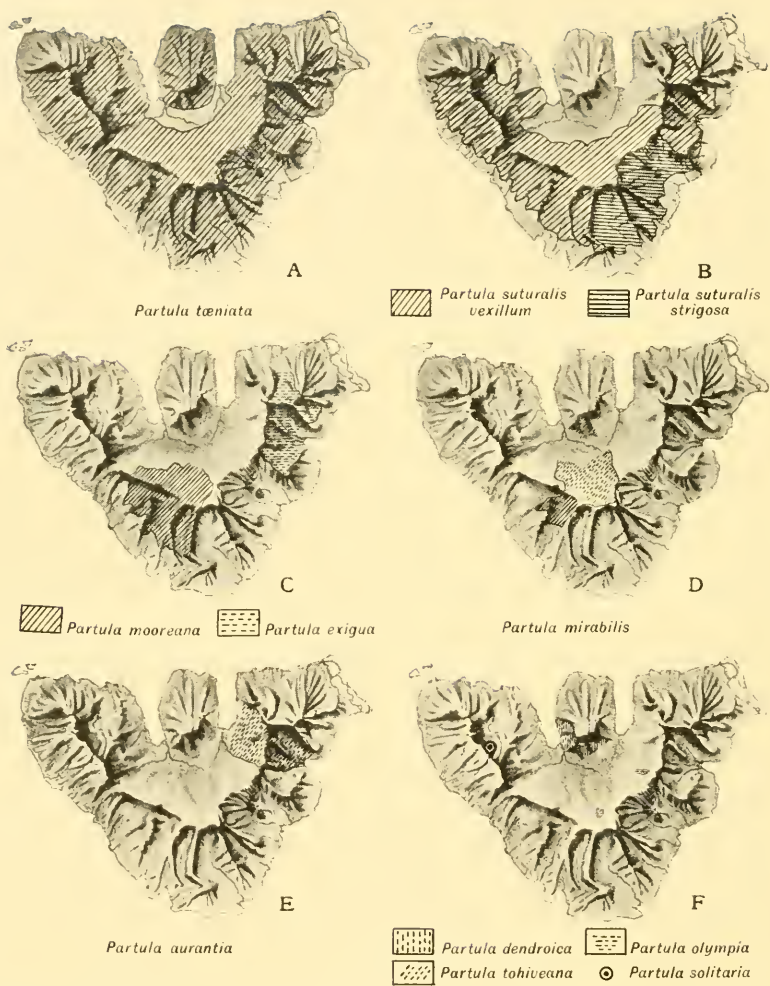 A
Partula tæniata
B
Partula suturalis
vexillum
Partula suturalis
strigosa
C
Partula mooreana
Partula exigua
D
Partula mirabilis
E
Partula aurantia
F
Partula dendroica
Partula olympia
Partula tohiveana
Partula solitaria